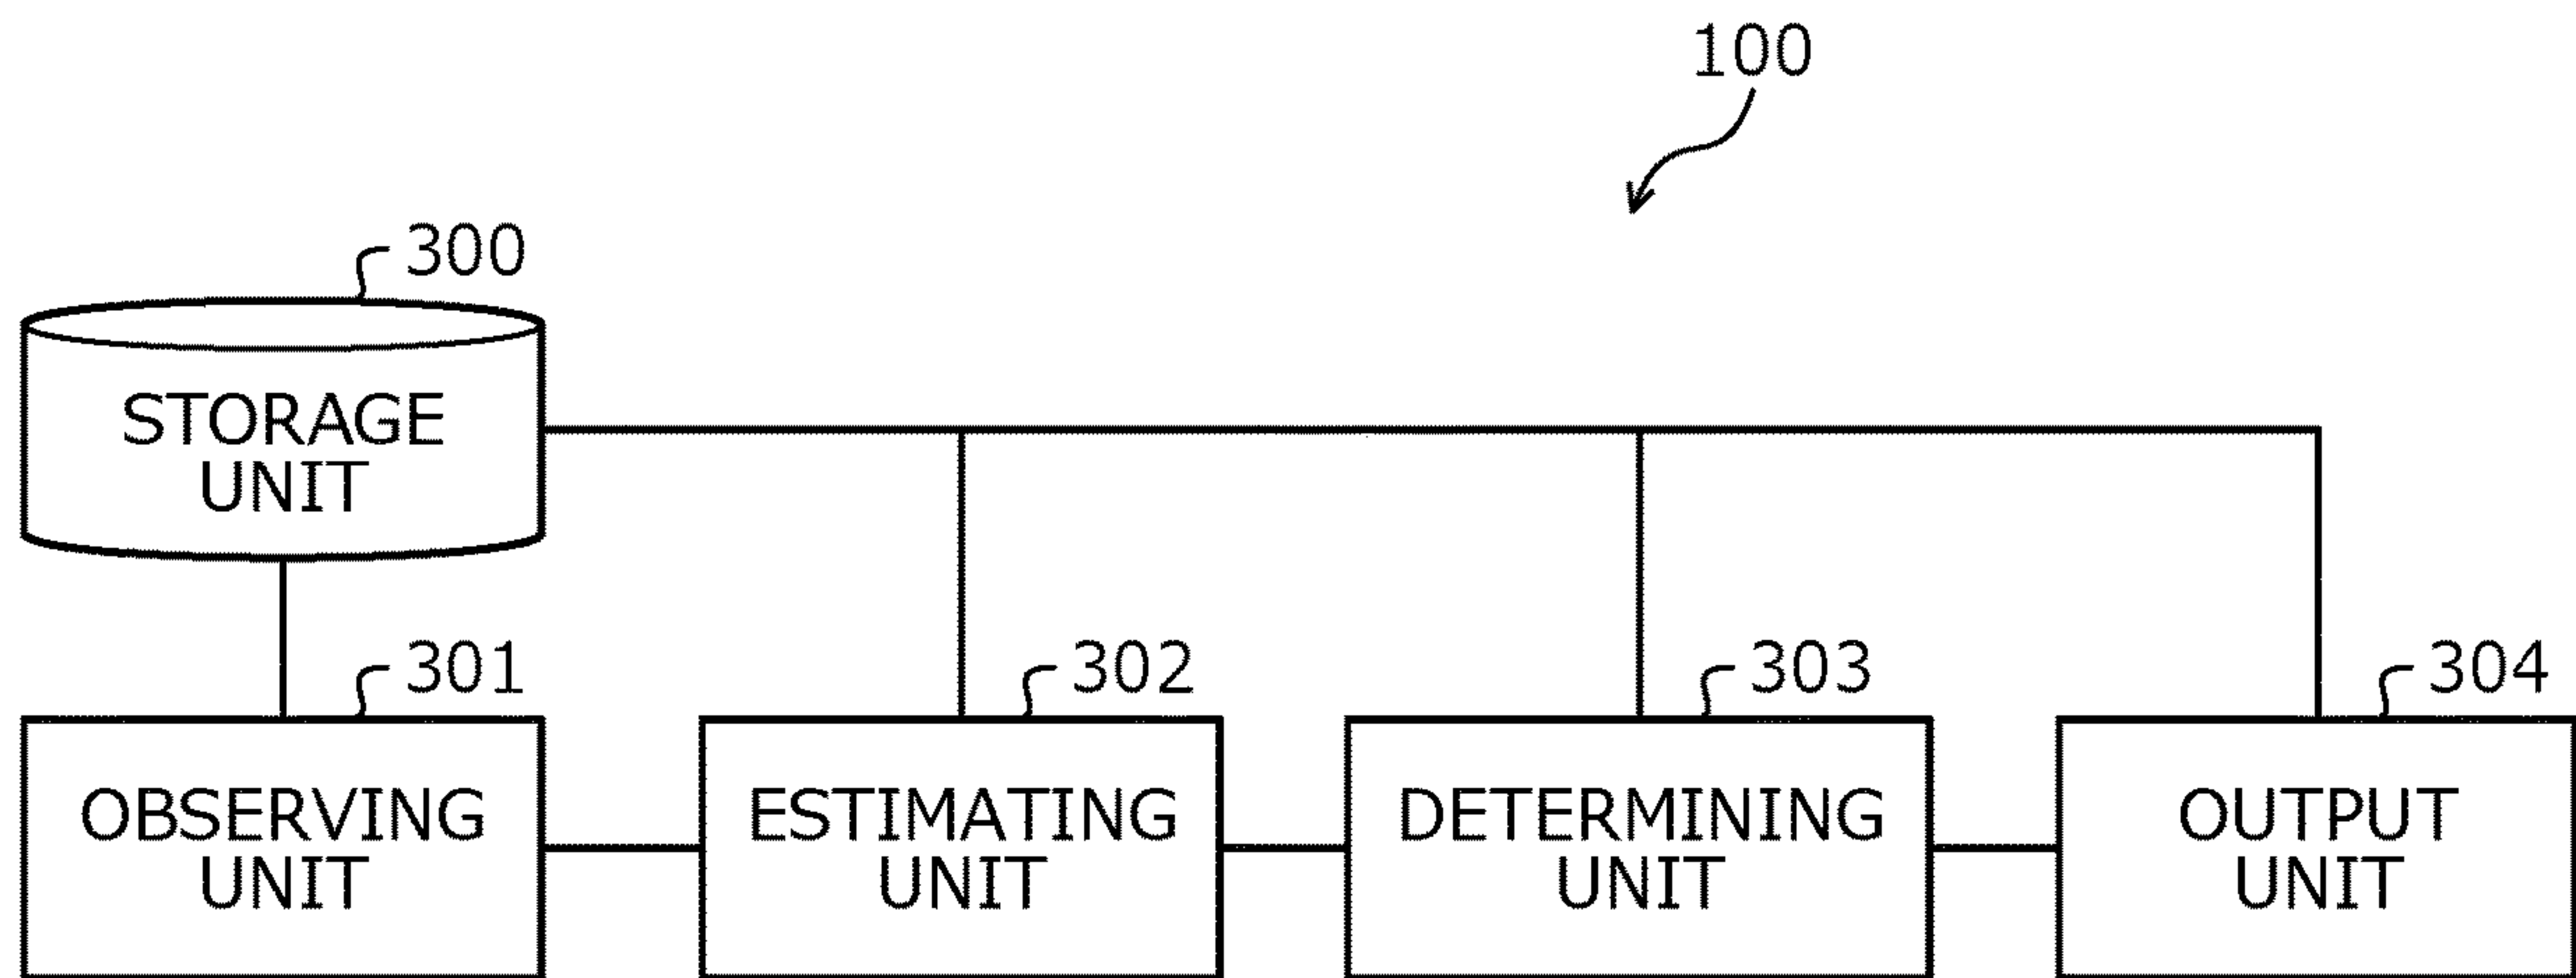 100
300
STORAGE
UNIT
301
302
303
304
OBSERVING
UNIT
ESTIMATING
UNIT
DETERMINING
UNIT
OUTPUT
UNIT